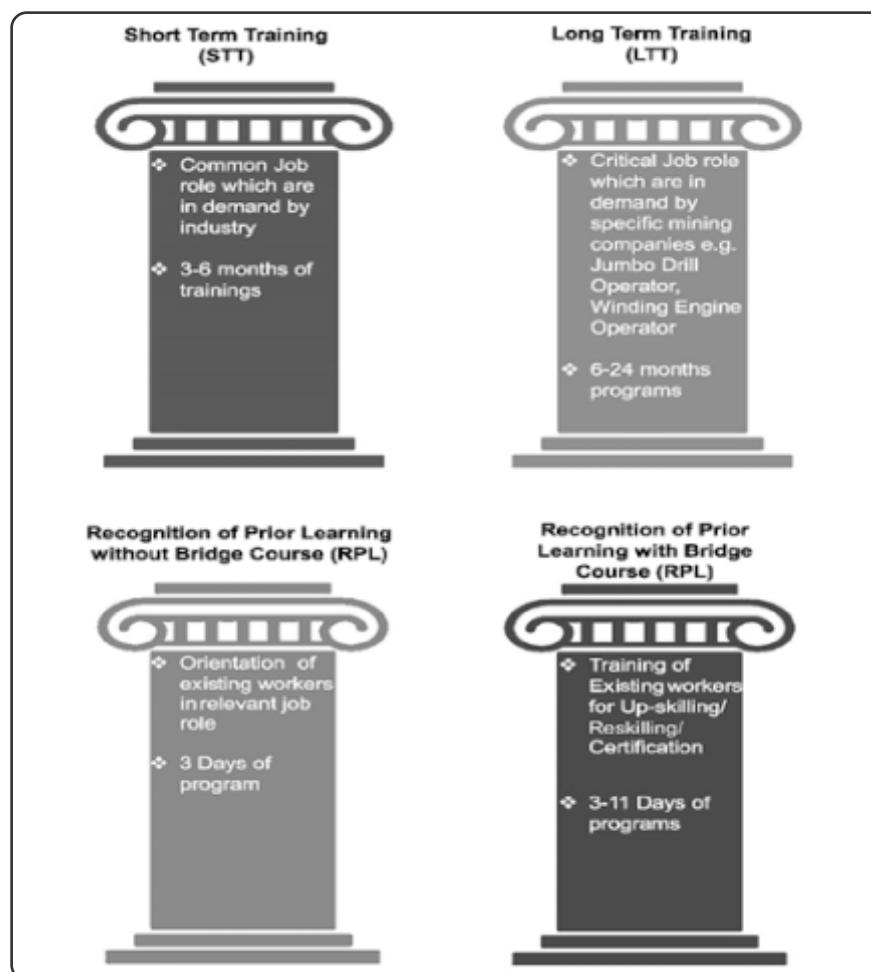 Short Term Training
(STT)
❖ Common Job
role which are
in demand by
industry
❖ 3-6 months of
trainings
Long Term Training
(LTT)
❖ Critical Job role
which are in
demand by
specific mining
companies e.g.
Jumbo Drill
Operator,
Winding Engine
Operator
❖ 6-24 months
programs
Recognition of Prior Learning
without Bridge Course (RPL)
❖ Orientation of
existing workers
in relevant job
role
❖ 3 Days of
program
Recognition of Prior
Learning with Bridge
Course (RPL)
❖ Training of
Existing workers
for Up-skilling/
Reskilling/
Certification
❖ 3-11 Days of
programs